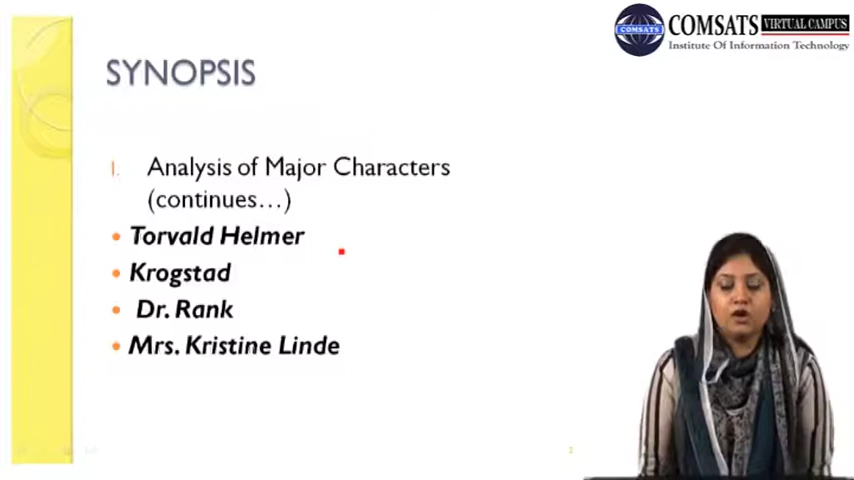 COMSATS VIRTUAL CAMPUS
COMSATS
Institute Of Information Technology
SYNOPSIS
I. Analysis of Major Characters
(continues...)
• Torvald Helmer
• Krogstad
• Dr. Rank
• Mrs. Kristine Linde